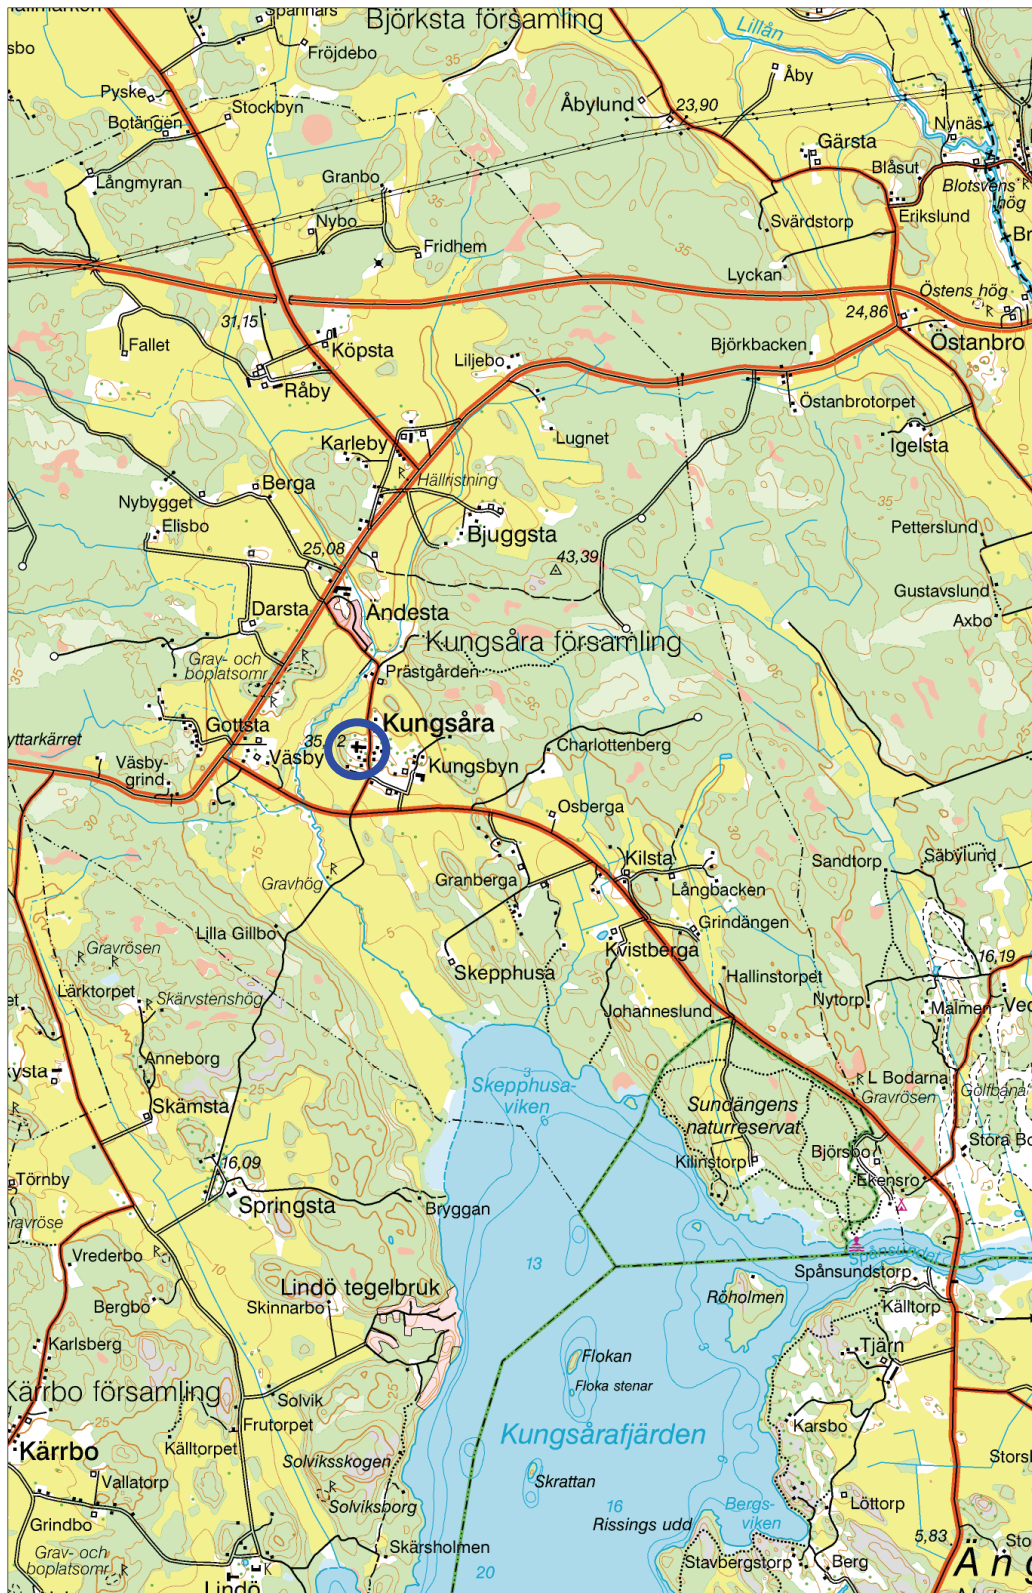 Björksta församling
Spannars
Fröjdebo
Lillån
Åby
Pyske
Stockbyn
Botängen
Åbylund
23,90
Nynäs
Gärsta
Långmyran
Granbo
Blåsut
Blotsvens
hög
Nybo
Svärdstorp
Erikslund
Fridhem
Lyckan
Östens hög
31,15
24,86
Fallet
Köpsta
Liljebo
Björkbacken
Östanbro
Råby
Östanbrotorpet
Karleby
Lugnet
Igelsta
Hällristning
Berga
Nybygget
Elisbo
Bjuggsta
Petterslund
25,08
43,39
Gustavslund
Darsta
Ändesta
Axbo
Kungsåra församling
Grav- och
boplatsomr
Prästgården
Gottsta
Kungsåra
yttarkärret
Väsby
Charlottenberg
Väsby-
grind
Kungsbyn
Osberga
Kilsta
Sandtorp
Säbylund
Gravhög
Granberga
Långbacken
Lilla Gillbo
Grindängen
Gravrösen
Kvistberga
16,19
Skepphusa
Hallinstorpet
Lärktorpet
Skärvstenshög
Nytorp
Malmen
Johanneslund
Anneborg
Skepphusa-
viken
L Bodarna
Gravrösen
Golfbana
Skämsta
Sundängens
naturreservat
Björsbo
Kilinstorp
16,09
Törnby
Ekensro
Springsta
Bryggan
Vrederbo
13
Spånsundet
Spånsundstorp
Lindö tegelbruk
Röholmen
Bergbo
Skinnarbo
Källtorp
Karlsberg
Tjärn
Flokan
Floka stenar
Kärrbo församling
Solvik
Frutorpet
Karsbo
Källtorpet
Kungsårafjärden
Kärrbo
Solviksskogen
Vallatorp
Skrattan
Solviksborg
16
Bergs-
viken
Löttorp
Grindbo
Rissings udd
5,83
Skärsholmen
Grav- och
boplatsomr
Stavbergstorp
Berg
20
Lindö